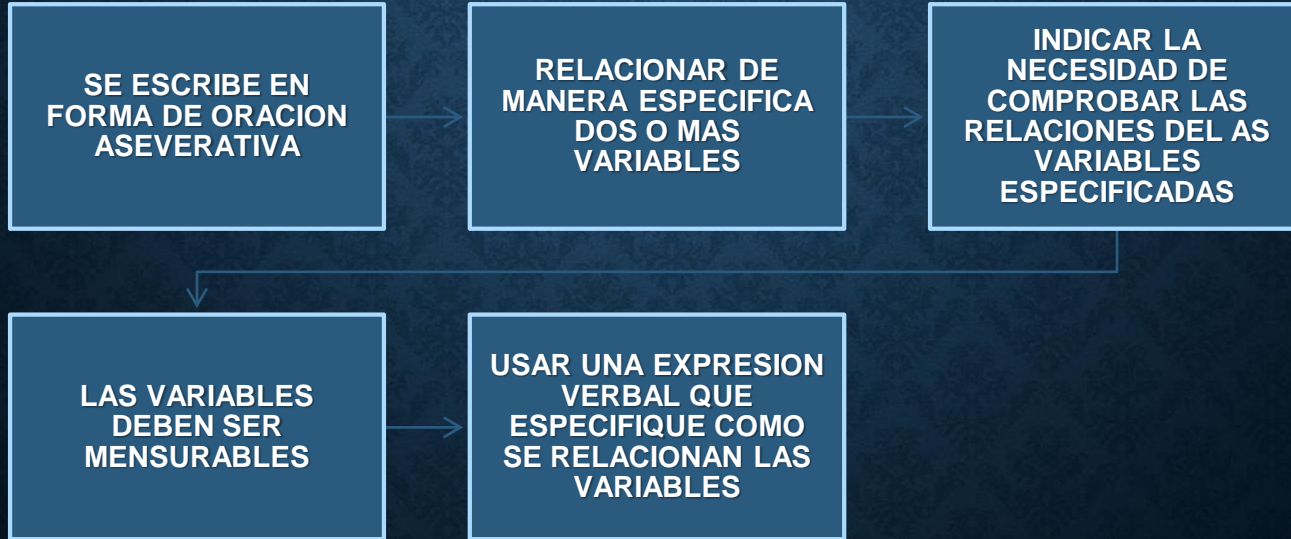 SE ESCRIBE EN
FORMA DE ORACION
ASEVERATIVA
RELACIONAR DE
MANERA ESPECIFICA
DOS O MAS
VARIABLES
INDICAR LA
NECESIDAD DE
COMPROBAR LAS
RELACIONES DEL AS
VARIABLES
ESPECIFICADAS
LAS VARIABLES
DEBEN SER
MENSURABLES
USAR UNA EXPRESION
VERBAL QUE
ESPECIFIQUE COMO
SE RELACIONAN LAS
VARIABLES